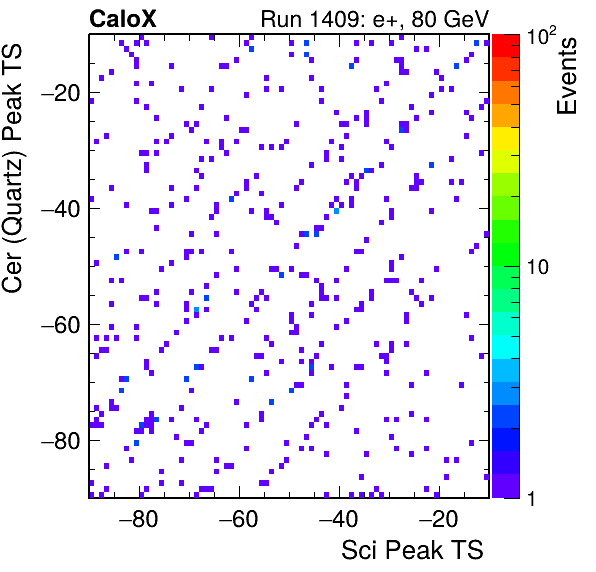 CaloX Run 1409: e+, 80 GeV
Cer (Quartz) Peak TS
−20
−40
−60
−80
−80 −60 −40 −20
Sci Peak TS
10²
10
1
Events